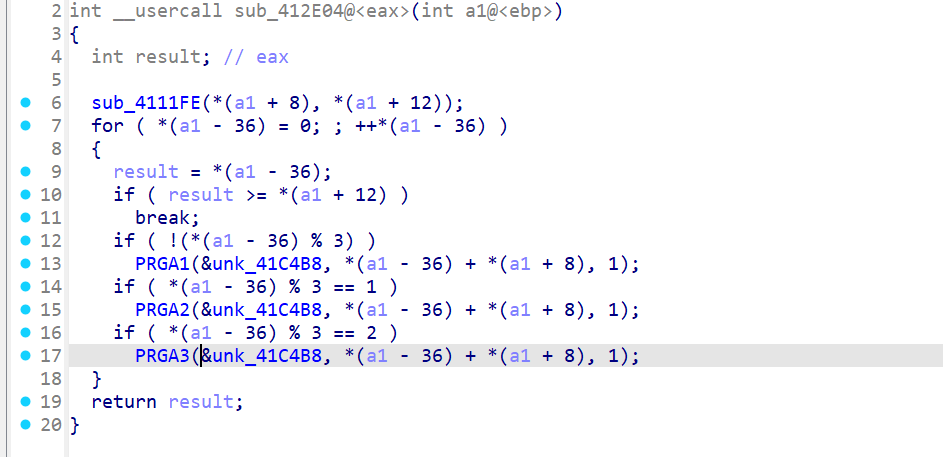 2 int __usercall sub_412E04@<eax>(int a1@<ebp>)
3 {
4   int result; // eax
5
6   sub_4111FE(*(a1 + 8), *(a1 + 12));
7   for ( *(a1 - 36) = 0; ; ++*(a1 - 36) )
8   {
9     result = *(a1 - 36);
10     if ( result >= *(a1 + 12) )
11       break;
12     if ( !(*(a1 - 36) % 3) )
13       PRGA1(&unk_41C4B8, *(a1 - 36) + *(a1 + 8), 1);
14     if ( *(a1 - 36) % 3 == 1 )
15       PRGA2(&unk_41C4B8, *(a1 - 36) + *(a1 + 8), 1);
16     if ( *(a1 - 36) % 3 == 2 )
17       PRGA3(&unk_41C4B8, *(a1 - 36) + *(a1 + 8), 1);
18   }
19   return result;
20 }